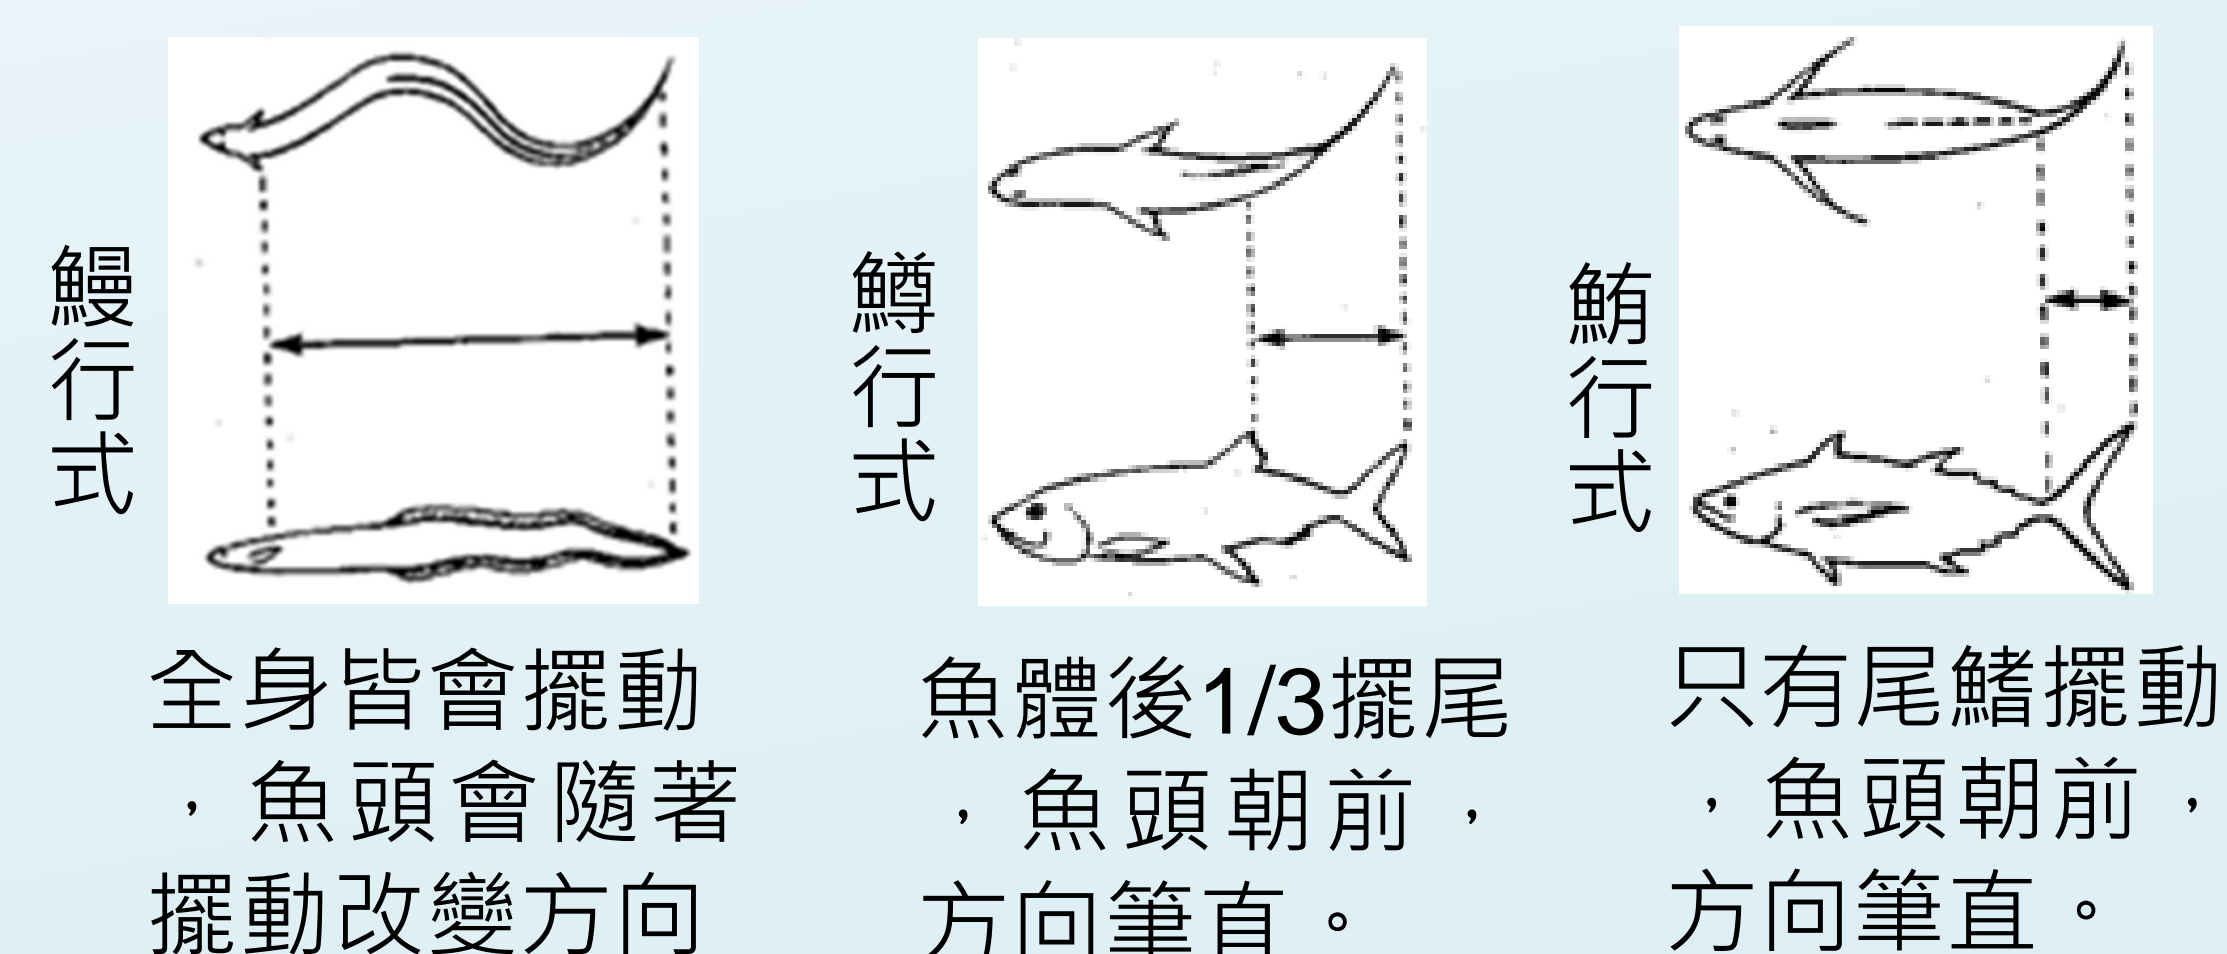 鰻行式
全身皆會擺動
，魚頭會隨著
擺動改變方向
鱒行式
魚體後1/3擺尾
，魚頭朝前，
方向筆直。
鮪行式
只有尾鰭擺動
，魚頭朝前，
方向筆直。